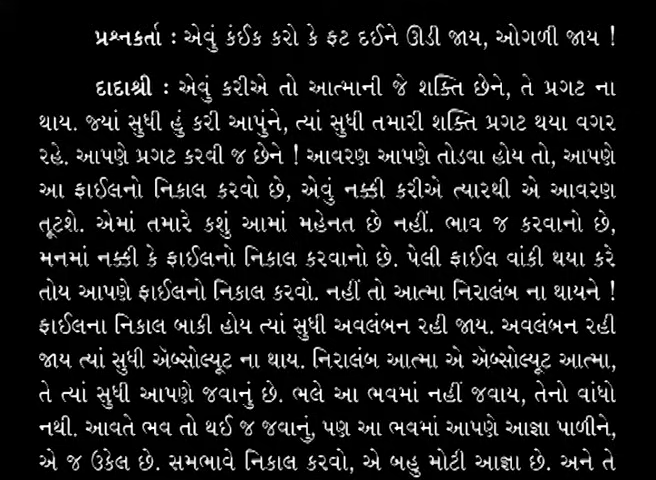 પ્રશ્નકર્તા : એવું કંઈક કરો કે ફટ દઈને ઊડી જાય, ઓગળી જાય !
દાદાશ્રી : એવું કરીએ તો આત્માની જે શક્તિ છેને, તે પ્રગટ ના
થાય. જ્યાં સુધી હું કરી આપુંને, ત્યાં સુધી તમારી શક્તિ પ્રગટ થયા વગર
રહે. આપણે પ્રગટ કરવી જ છેને ! આવરણ આપણે તોડવા હોય તો, આપણે
આ ફાઈલનો નિકાલ કરવો છે, એવું નક્કી કરીએ ત્યારથી એ આવરણ
તૂટશે. એમાં તમારે કશું આમાં મહેનત છે નહીં. ભાવ જ કરવાનો છે,
મનમાં નક્કી કે ફાઈલનો નિકાલ કરવાનો છે. પેલી ફાઈલ વાંકી થયા કરે
તોય આપણે ફાઈલનો નિકાલ કરવો. નહીં તો આત્મા નિરાલંબ ના થાયને !
ફાઈલના નિકાલ બાકી હોય ત્યાં સુધી અવલંબન રહી જાય. અવલંબન રહી
જાય ત્યાં સુધી ઍબ્સોલ્યૂટ ના થાય. નિરાલંબ આત્મા એ ઍબ્સોલ્યૂટ આત્મા,
તે ત્યાં સુધી આપણે જવાનું છે. ભલે આ ભવમાં નહીં જવાય, તેનો વાંધો
નથી. આવતે ભવ તો થઈ જ જવાનું, પણ આ ભવમાં આપણે આજ્ઞા પાળીને,
એ જ ઉકેલ છે. સમભાવે નિકાલ કરવો, એ બહુ મોટી આજ્ઞા છે. અને તે